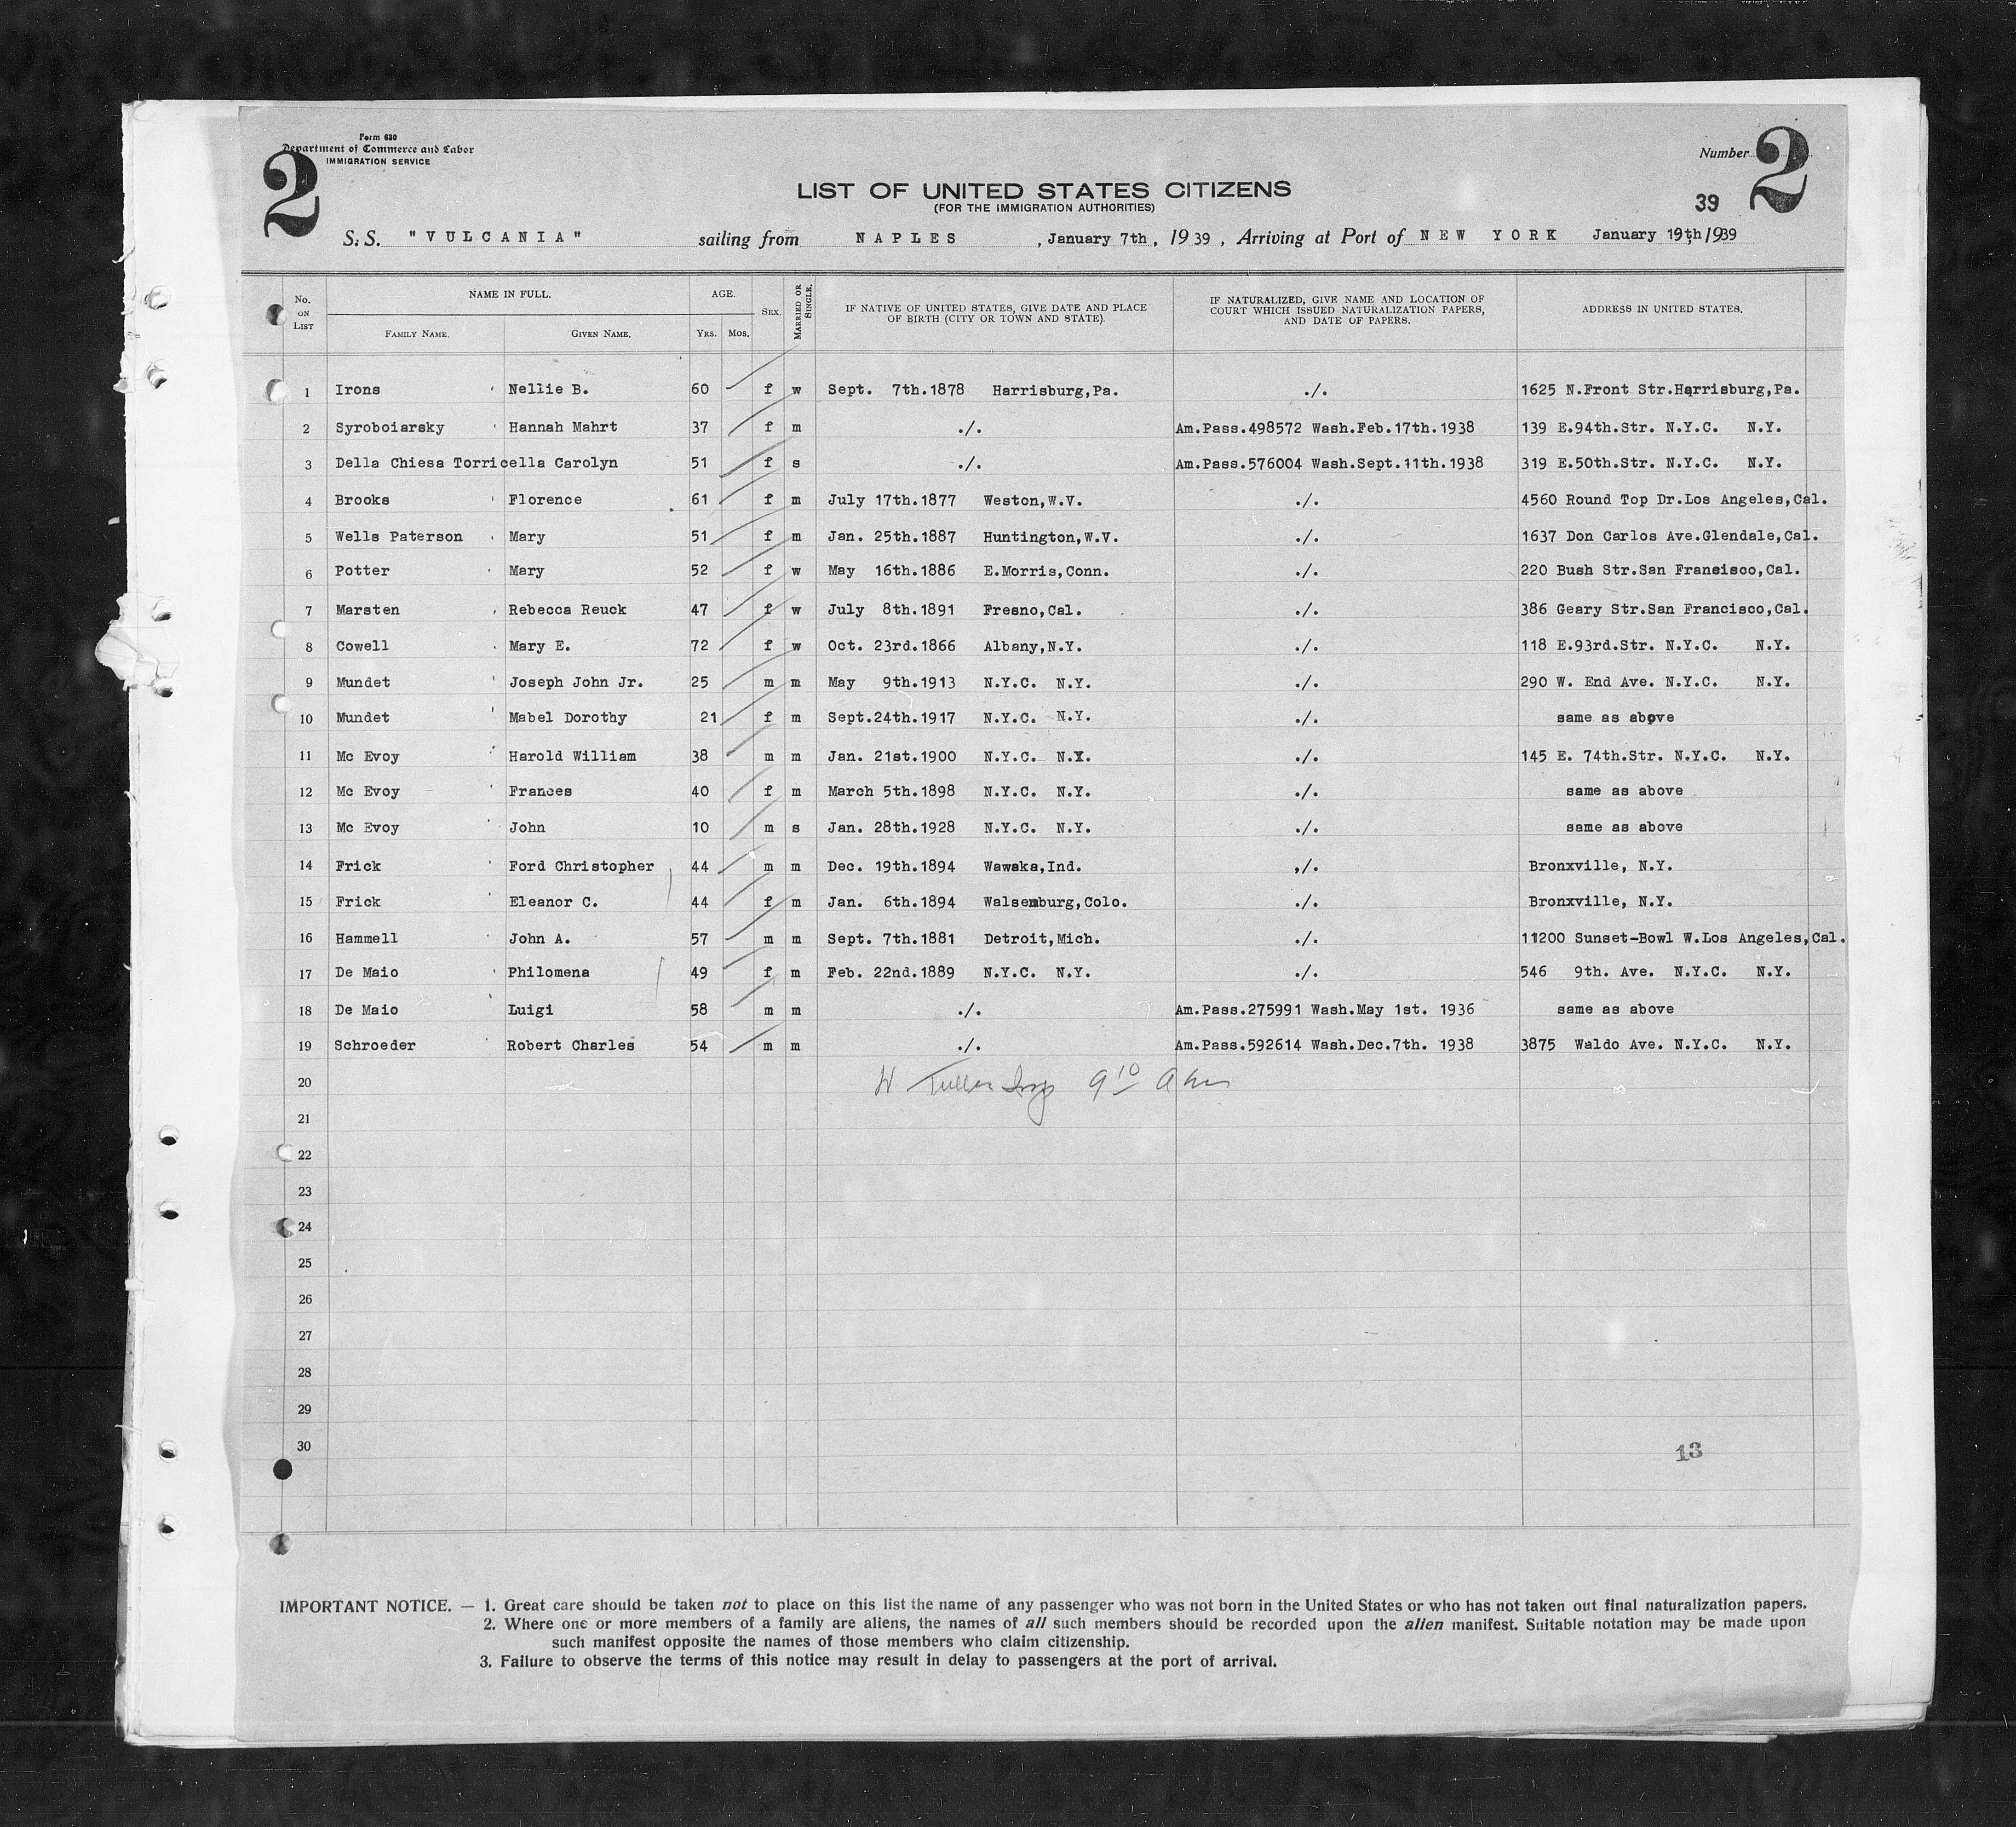 Form 630
Department of Commerce and Labor
IMMIGRATION SERVICE
2
Number 2
LIST OF UNITED STATES CITIZENS
(FOR THE IMMIGRATION AUTHORITIES)
39
S.S. "VULCANIA" sailing from NAPLES, January 7th, 1939, Arriving at Port of NEW YORK January 19th, 1939
No. ON LIST NAME IN FULL. AGE. SEX. MARRIED OR SINGLE. IF NATIVE OF UNITED STATES, GIVE DATE AND PLACE OF BIRTH (CITY OR TOWN AND STATE). IF NATURALIZED, GIVE NAME AND LOCATION OF COURT WHICH ISSUED NATURALIZATION PAPERS, AND DATE OF PAPERS. ADDRESS IN UNITED STATES.
FAMILY NAME. GIVEN NAME. YRS. MOS.
1 Irons Nellie B. 60 f w Sept. 7th.1878 Harrisburg,Pa. ./. 1625 N.Front Str.Harrisburg,Pa.
2 Syroboiarsky Hannah Mahrt 37 f m ./. Am.Pass.498572 Wash.Feb.17th.1938 139 E.94th.Str. N.Y.C. N.Y.
3 Della Chiesa Torricella Carolyn 51 f s ./. Am.Pass.576004 Wash.Sept.11th.1938 319 E.50th.Str. N.Y.C. N.Y.
4 Brooks Florence 61 f m July 17th.1877 Weston,W.V. ./. 4560 Round Top Dr.Los Angeles,Cal.
5 Wells Paterson Mary 51 f m Jan. 25th.1887 Huntington,W.V. ./. 1637 Don Carlos Ave.Glendale,Cal.
6 Potter Mary 52 f w May 16th.1886 E.Morris,Conn. ./. 220 Bush Str.San Fransisco,Cal.
7 Marsten Rebecca Reuck 47 f w July 8th.1891 Fresno,Cal. ./. 386 Geary Str.San Francisco,Cal.
8 Cowell Mary E. 72 f w Oct. 23rd.1866 Albany,N.Y. ./. 118 E.93rd.Str. N.Y.C. N.Y.
9 Mundet Joseph John Jr. 25 m m May 9th.1913 N.Y.C. N.Y. ./. 290 W. End Ave. N.Y.C. N.Y.
10 Mundet Mabel Dorothy 21 f m Sept.24th.1917 N.Y.C. N.Y. ./. same as above
11 Mc Evoy Harold William 38 m m Jan. 21st.1900 N.Y.C. N.Y. ./. 145 E. 74th.Str. N.Y.C. N.Y.
12 Mc Evoy Frances 40 f m March 5th.1898 N.Y.C. N.Y. ./. same as above
13 Mc Evoy John 10 m s Jan. 28th.1928 N.Y.C. N.Y. ./. same as above
14 Frick Ford Christopher 44 m m Dec. 19th.1894 Wawaka,Ind. ,/. Bronxville, N.Y.
15 Frick Eleanor C. 44 f m Jan. 6th.1894 Walsemburg,Colo. ./. Bronxville, N.Y.
16 Hammell John A. 57 m m Sept. 7th.1881 Detroit,Mich. ./. 11200 Sunset-Bowl W.Los Angeles,Cal.
17 De Maio Philomena 49 f m Feb. 22nd.1889 N.Y.C. N.Y. ./. 546 9th. Ave. N.Y.C. N.Y.
18 De Maio Luigi 58 m m ./. Am.Pass.275991 Wash.May 1st. 1936 same as above
19 Schroeder Robert Charles 54 m m ./. Am.Pass.592614 Wash.Dec.7th. 1938 3875 Waldo Ave. N.Y.C. N.Y.
20 9 10
21
22
23
24
25
26
27
28
29
30
13
IMPORTANT NOTICE. — 1. Great care should be taken not to place on this list the name of any passenger who was not born in the United States or who has not taken out final naturalization papers.
2. Where one or more members of a family are aliens, the names of all such members should be recorded upon the alien manifest. Suitable notation may be made upon
such manifest opposite the names of those members who claim citizenship.
3. Failure to observe the terms of this notice may result in delay to passengers at the port of arrival.